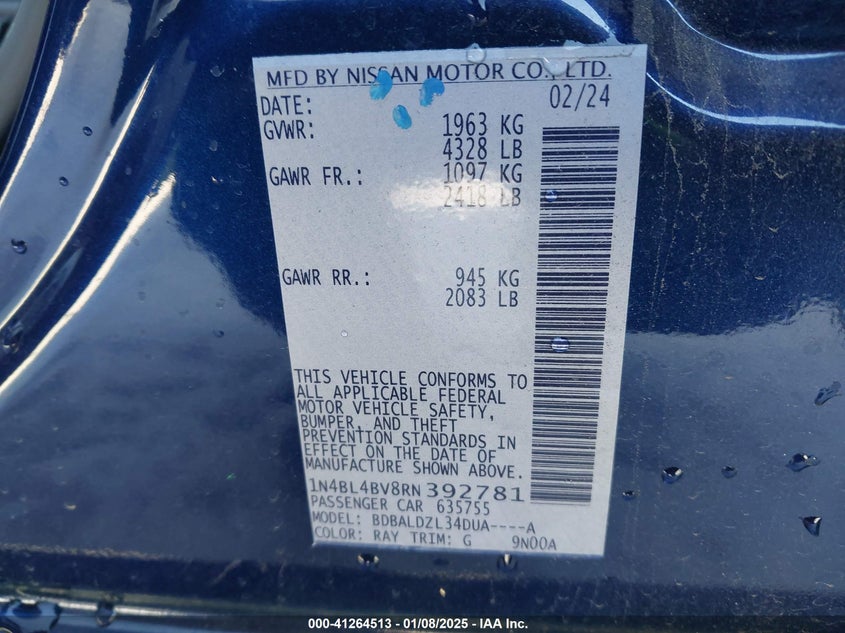 MFD BY NISSAN MOTOR CO., LTD.
DATE: 02/24
GVWR: 1963 KG
4328 LB
GAWR FR.: 1097 KG
2418 LB
GAWR RR.: 945 KG
2083 LB
THIS VEHICLE CONFORMS TO
ALL APPLICABLE FEDERAL
MOTOR VEHICLE SAFETY,
BUMPER, AND THEFT
PREVENTION STANDARDS IN
EFFECT ON THE DATE OF
MANUFACTURE SHOWN ABOVE.
1N4BL4BV8RN392781
PASSENGER CAR 635755
MODEL: BDBALDZL34DUA----A
COLOR: RAY TRIM: G 9N00A
000-41264513 - 01/08/2025 - IAA Inc.